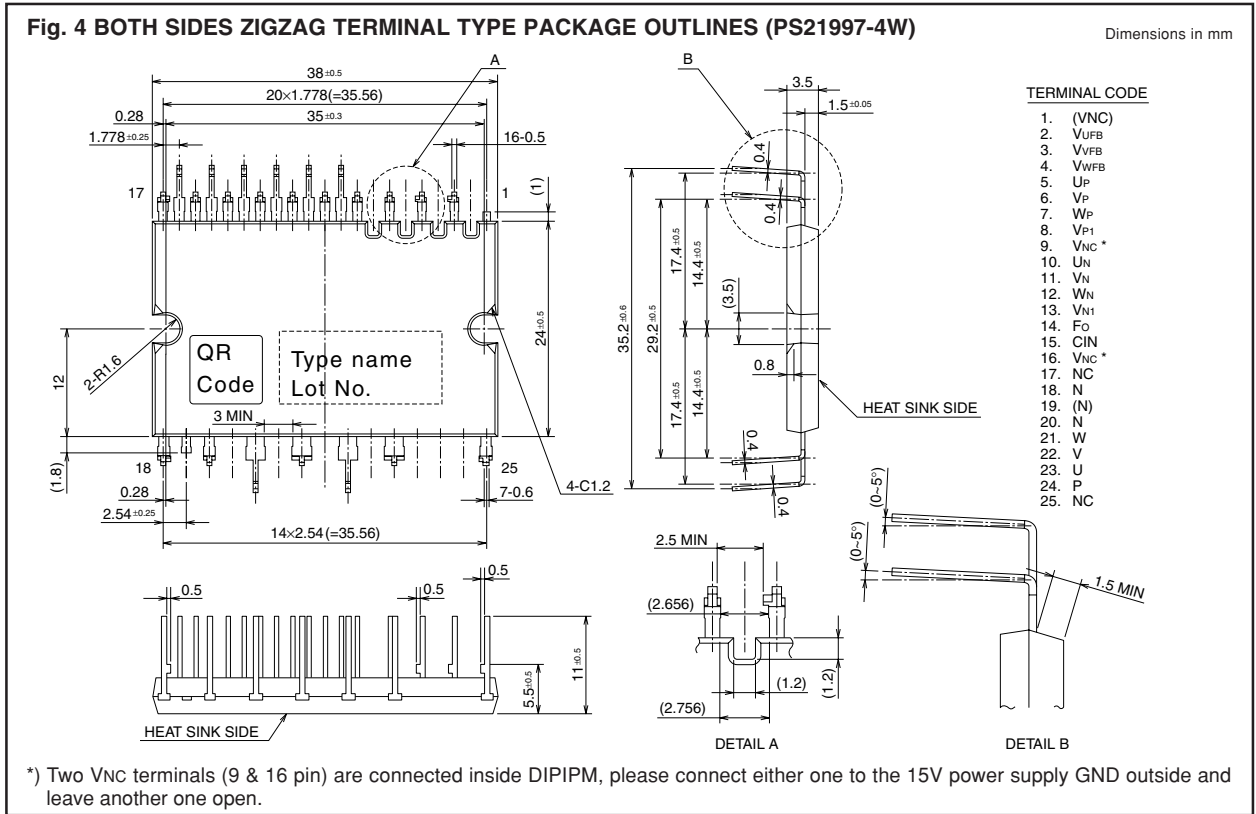 Fig. 4 BOTH SIDES ZIGZAG TERMINAL TYPE PACKAGE OUTLINES (PS21997-4W)
Dimensions in mm
A
38±0.5
20×1.778(=35.56)
35±0.3
0.28
1.778±0.25
16-0.5
17
1
(1)
24±0.5
12
2-R1.6
QR
Code
Type name
Lot No.
3 MIN
(1.8)
18
25
0.28
2.54±0.25
7-0.6
4-C1.2
14×2.54(=35.56)
B
3.5
1.5±0.05
0.4
0.4
35.2±0.6
29.2±0.5
17.4±0.5
14.4±0.5
(3.5)
0.8
17.4±0.5
14.4±0.5
HEAT SINK SIDE
0.4
0.4
TERMINAL CODE
1. (VNC)
2. VUFB
3. VVFB
4. VWFB
5. UP
6. VP
7. WP
8. VP1
9. VNC *
10. UN
11. VN
12. WN
13. VN1
14. FO
15. CIN
16. VNC *
17. NC
18. N
19. (N)
20. N
21. W
22. V
23. U
24. P
25. NC
0.5
0.5
0.5
11±0.5
5.5±0.5
HEAT SINK SIDE
2.5 MIN
(2.656)
(1.2)
(1.2)
(2.756)
DETAIL A
(0~5°)
(0~5°)
1.5 MIN
DETAIL B
*) Two VNC terminals (9 & 16 pin) are connected inside DIPIPM, please connect either one to the 15V power supply GND outside and
leave another one open.